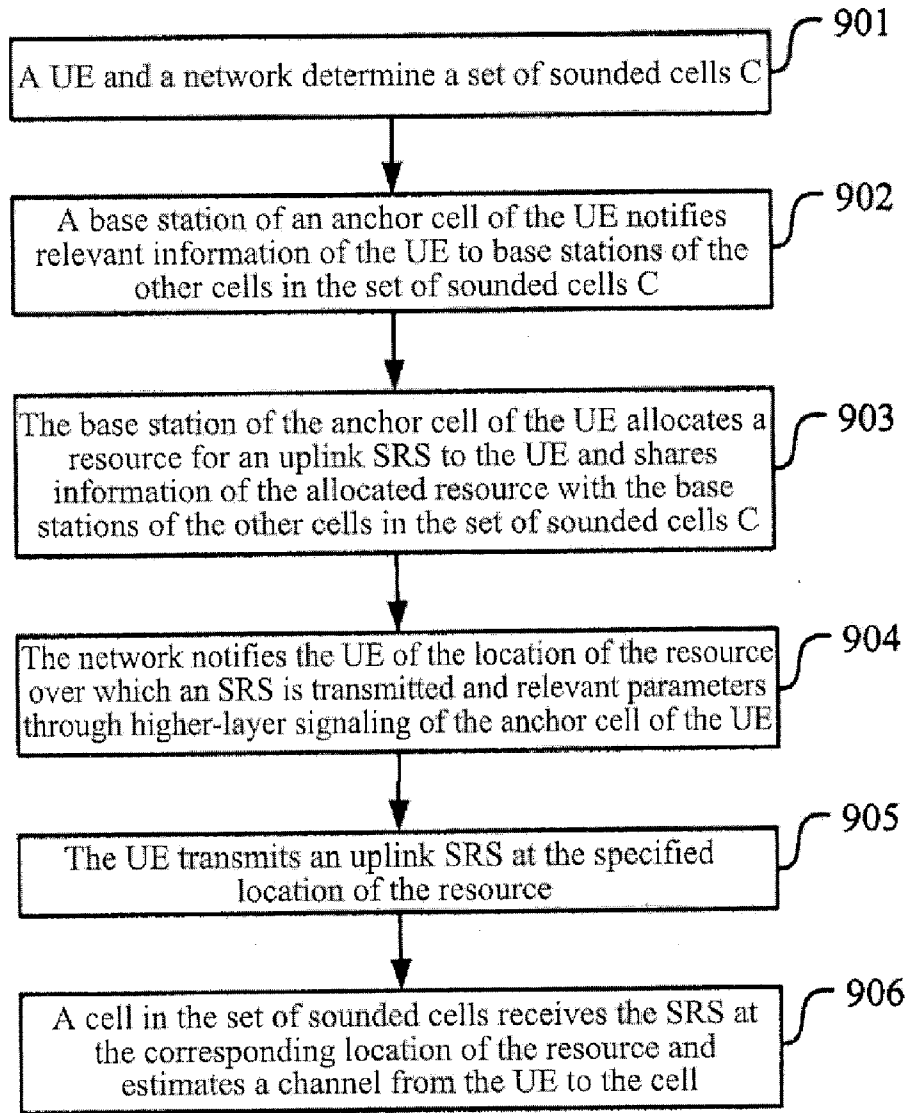 901
A UE and a network determine a set of sounded cells C
902
A base station of an anchor cell of the UE notifies
relevant information of the UE to base stations of the
other cells in the set of sounded cells C
903
The base station of the anchor cell of the UE allocates a
resource for an uplink SRS to the UE and shares
information of the allocated resource with the base
stations of the other cells in the set of sounded cells C
904
The network notifies the UE of the location of the resource
over which an SRS is transmitted and relevant parameters
through higher-layer signaling of the anchor cell of the UE
905
The UE transmits an uplink SRS at the specified
location of the resource
906
A cell in the set of sounded cells receives the SRS at
the corresponding location of the resource and
estimates a channel from the UE to the cell